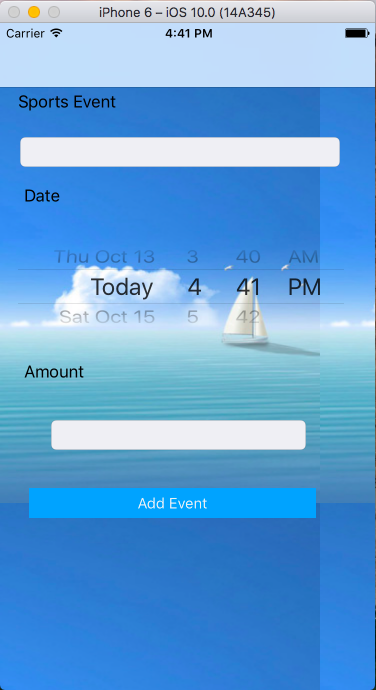 iPhone 6 – iOS 10.0 (14A345)
Carrier 4:41 PM
Sports Event
Date
Thu Oct 13 3 40 AM
Today 4 41 PM
Sat Oct 15 5 42
Amount
Add Event